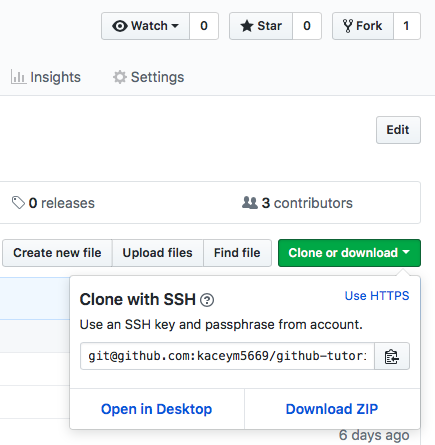 Watch 0 Star 0 Fork 1
Insights Settings
Edit
0 releases 3 contributors
Create new file Upload files Find file Clone or download
Clone with SSH ? Use HTTPS
Use an SSH key and passphrase from account.
git@github.com:kaceym5669/github-tutor
Open in Desktop Download ZIP
6 days ago